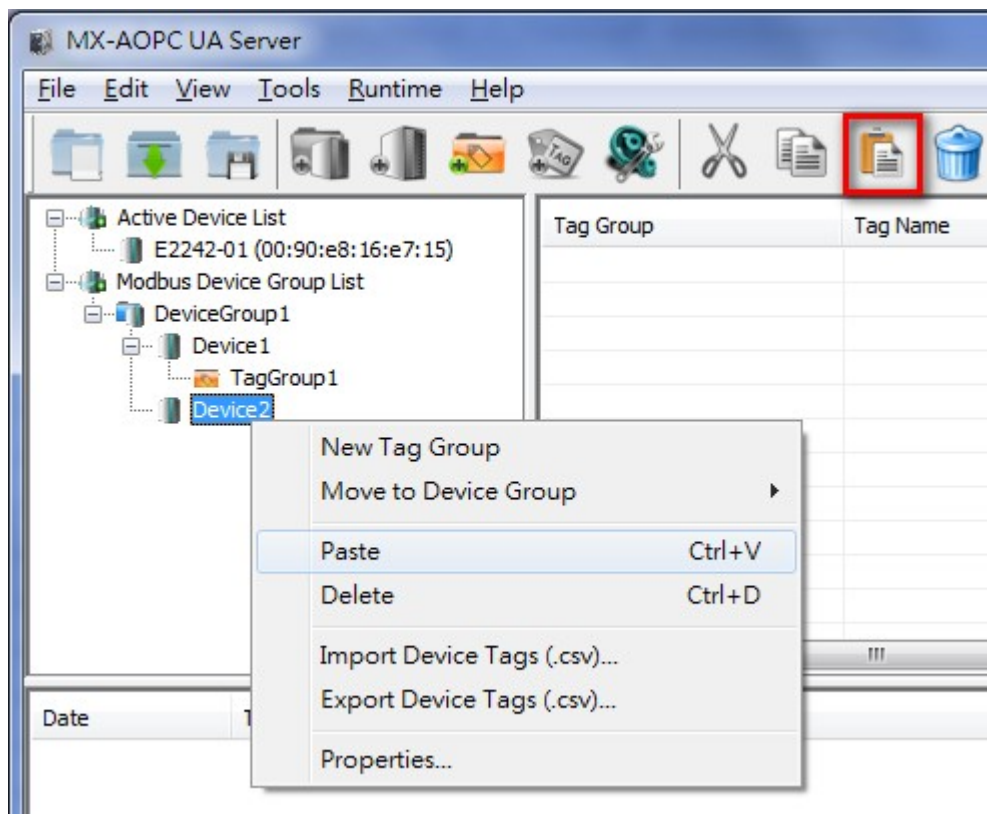 MX-AOPC UA Server
File Edit View Tools Runtime Help
TAG
Active Device List
E2242-01 (00:90:e8:16:e7:15)
Modbus Device Group List
DeviceGroup1
Device1
TagGroup1
Device2
Tag Group Tag Name
New Tag Group
Move to Device Group
Paste Ctrl+V
Delete Ctrl+D
Import Device Tags (.csv)...
Export Device Tags (.csv)...
Properties...
Date